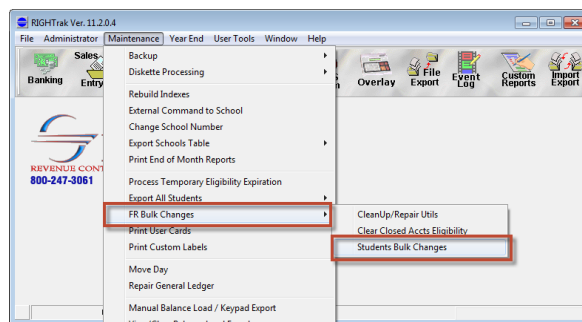 RIGHTrak Ver. 11.2.0.4
File Administrator Maintenance Year End User Tools Window Help
Banking
Sales
Entry
Overlay
File Export
Event Log
Custom Reports
Import Export
REVENUE CONT
800-247-3061
Backup
Diskette Processing
Rebuild Indexes
External Command to School
Change School Number
Export Schools Table
Print End of Month Reports
Process Temporary Eligibility Expiration
Export All Students
FR Bulk Changes
Print User Cards
Print Custom Labels
Move Day
Repair General Ledger
Manual Balance Load / Keypad Export
CleanUp/Repair Utils
Clear Closed Accts Eligibility
Students Bulk Changes